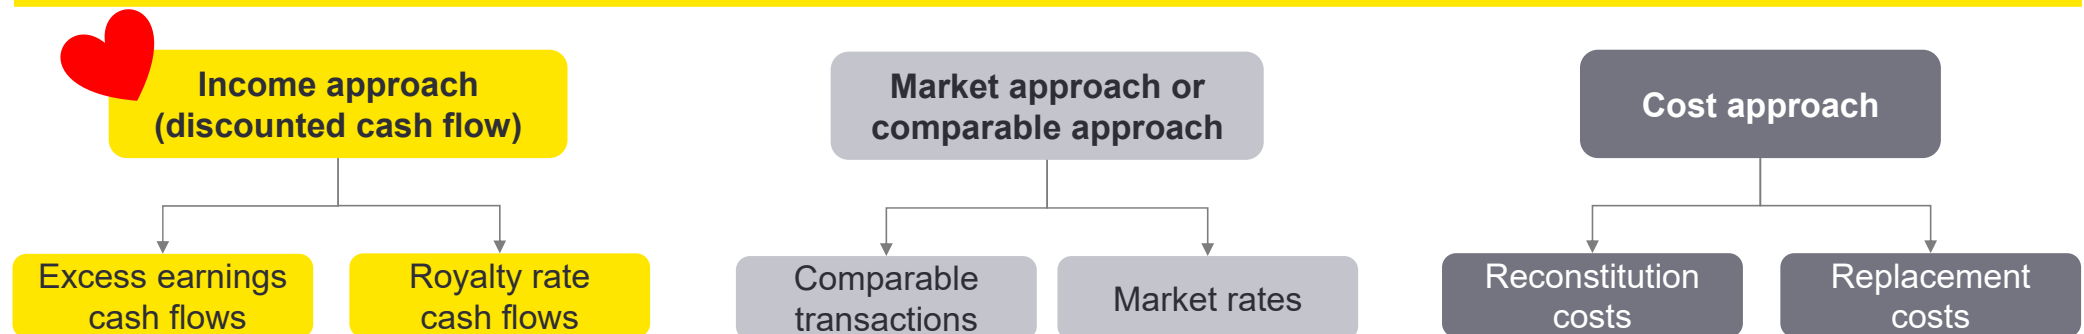 Income approach
(discounted cash flow)
Market approach or
comparable approach
Cost approach
Excess earnings
cash flows
Royalty rate
cash flows
Comparable
transactions
Market rates
Reconstitution
costs
Replacement
costs